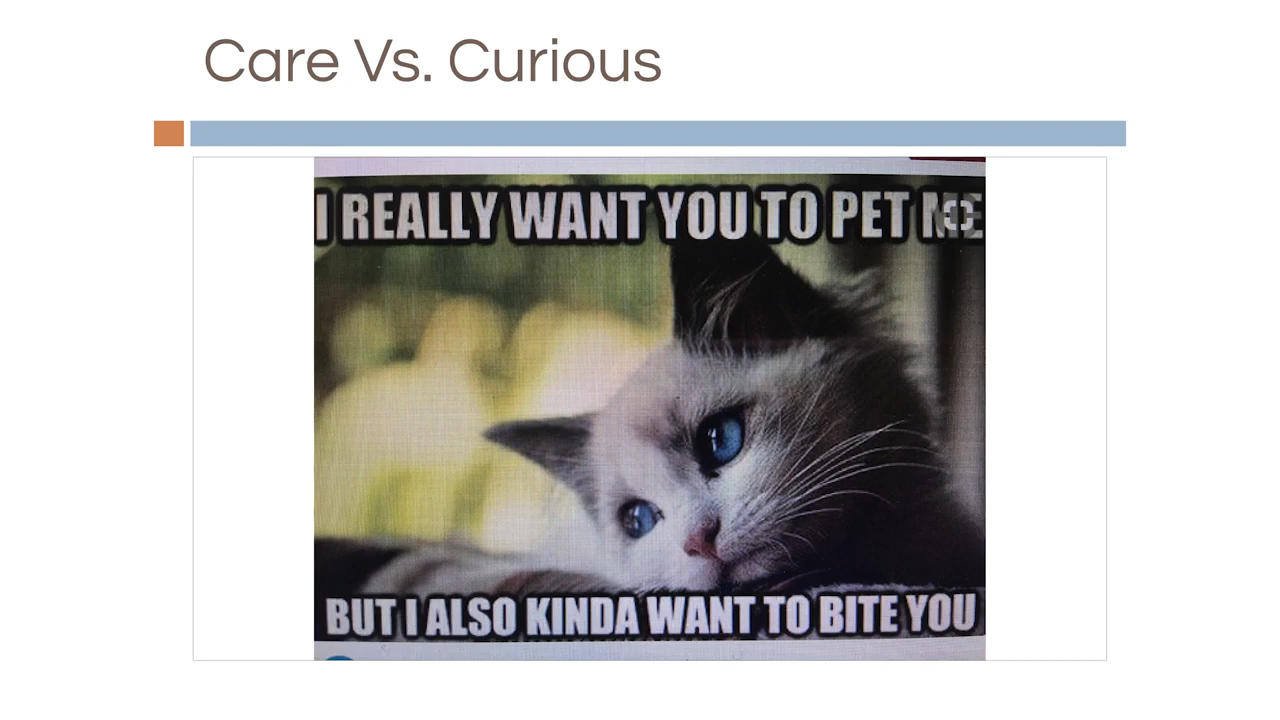 Care Vs. Curious
I REALLY WANT YOU TO PET ME
BUT I ALSO KINDA WANT TO BITE YOU